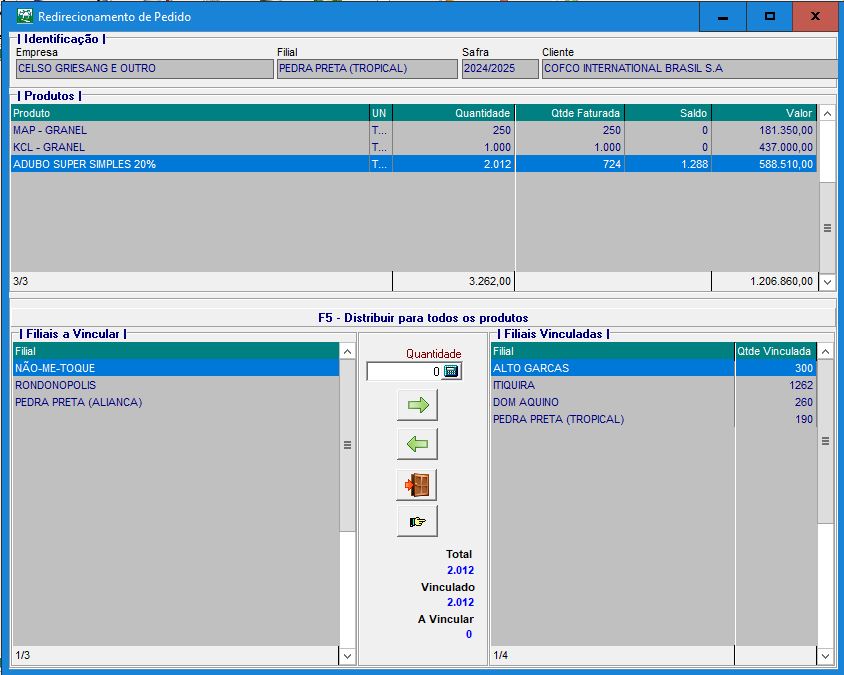 Redirecionamento de Pedido
| Identificação |
Empresa Filial Safra Cliente
CELSO GRIESANG E OUTRO PEDRA PRETA (TROPICAL) 2024/2025 COFCO INTERNATIONAL BRASIL S.A
| Produtos |
Produto UN Quantidade Qtde Faturada Saldo Valor
MAP - GRANEL T... 250 250 0 181.350,00
KCL - GRANEL T... 1.000 1.000 0 437.000,00
ADUBO SUPER SIMPLES 20% T... 2.012 724 1.288 588.510,00
3/3 3.262,00 1.206.860,00
F5 - Distribuir para todos os produtos
| Filiais a Vincular |
Filial
NÃO-ME-TOQUE
RONDONOPOLIS
PEDRA PRETA (ALIANCA)
1/3
Quantidade
0
Total
2.012
Vinculado
2.012
A Vincular
0
| Filiais Vinculadas |
Filial Qtde Vinculada
ALTO GARCAS 300
ITIQUIRA 1262
DOM AQUINO 260
PEDRA PRETA (TROPICAL) 190
1/4